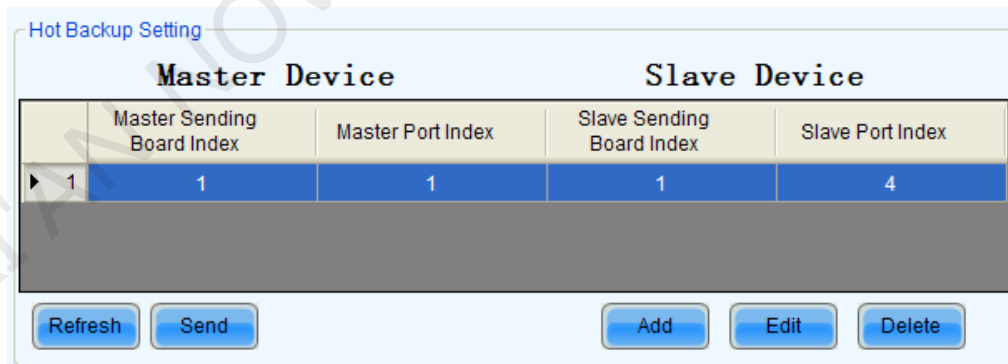 Hot Backup Setting
Master Device Slave Device
Master Sending Board Index Master Port Index Slave Sending Board Index Slave Port Index
1 1 1 1 4
Refresh Send Add Edit Delete